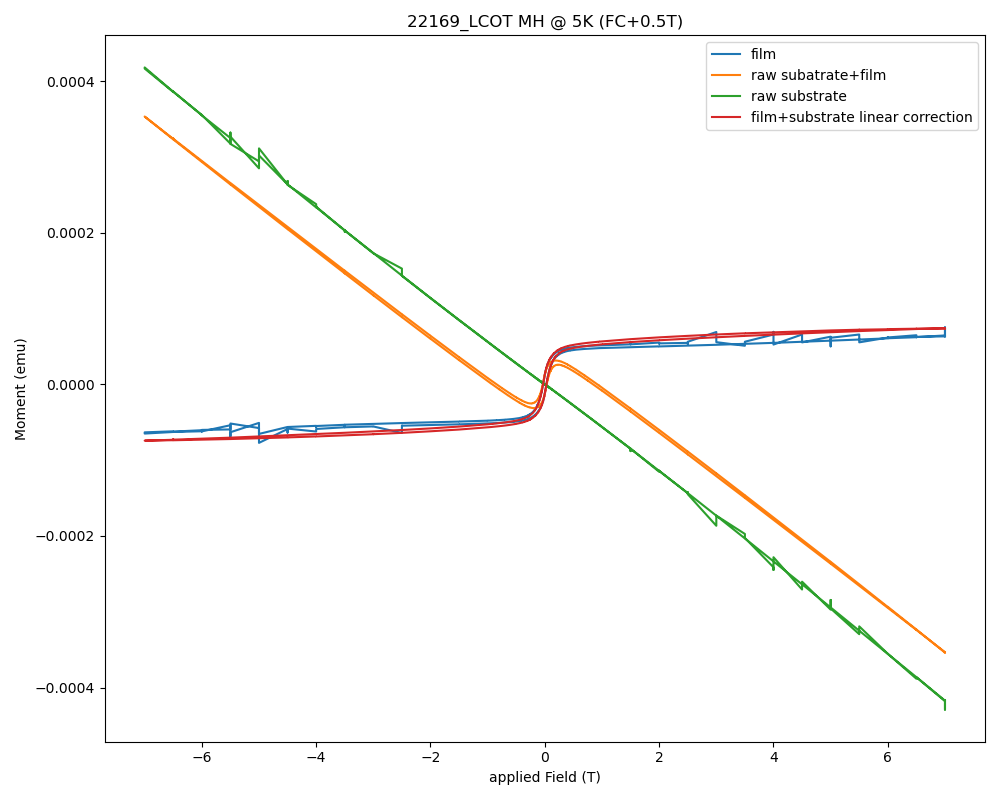 22169_LCOT MH @ 5K (FC+0.5T)
film
raw subatrate+film
raw substrate
film+substrate linear correction
0.0004
0.0002
0.0000
−0.0002
−0.0004
Moment (emu)
−6
−4
−2
0
2
4
6
applied Field (T)